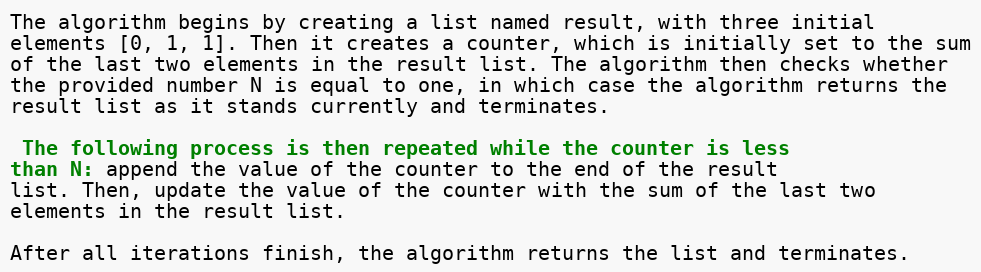 The algorithm begins by creating a list named result, with three initial
elements [0, 1, 1]. Then it creates a counter, which is initially set to the sum
of the last two elements in the result list. The algorithm then checks whether
the provided number N is equal to one, in which case the algorithm returns the
result list as it stands currently and terminates.
The following process is then repeated while the counter is less
than N: append the value of the counter to the end of the result
list. Then, update the value of the counter with the sum of the last two
elements in the result list.
After all iterations finish, the algorithm returns the list and terminates.